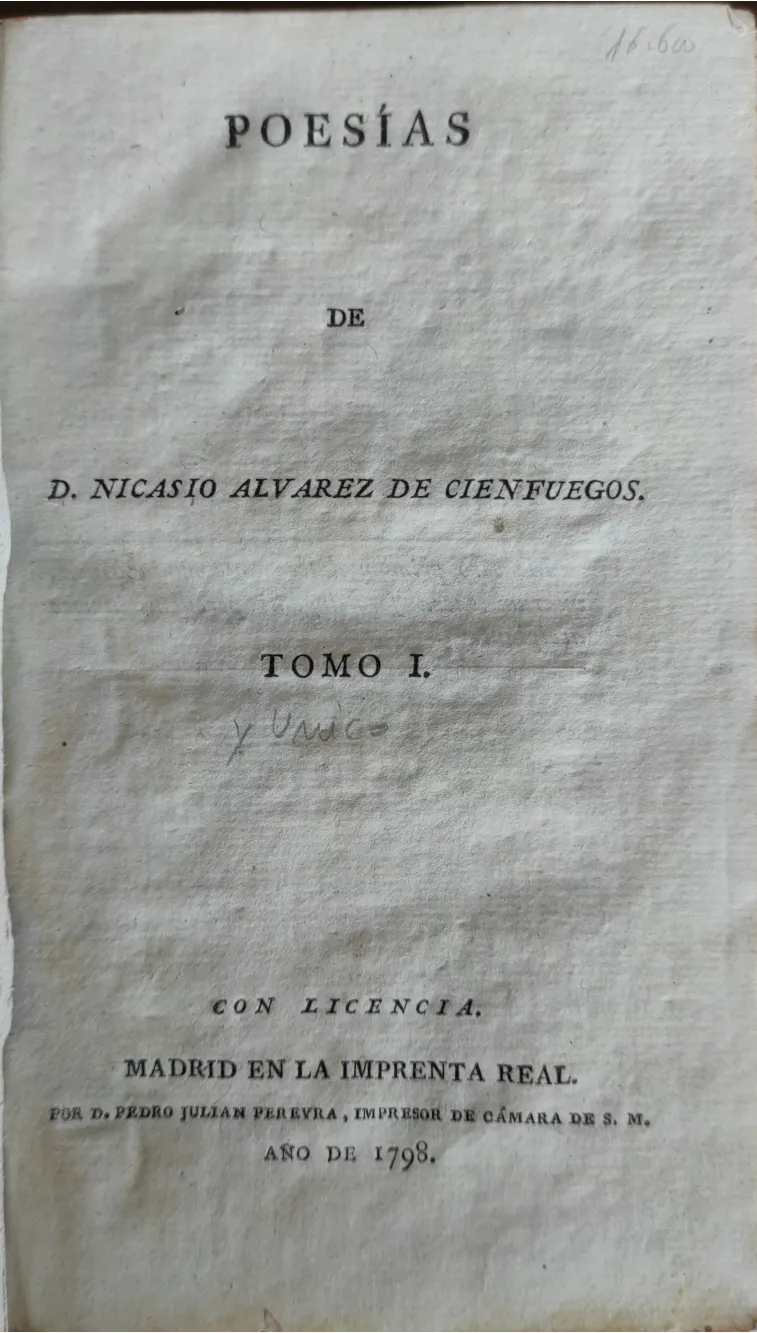 16.600
POESÍAS
DE
D. NICASIO ALVAREZ DE CIENFUEGOS.
TOMO I.
y Unico
CON LICENCIA.
MADRID EN LA IMPRENTA REAL.
POR D. PEDRO JULIAN PEREYRA, IMPRESOR DE CÁMARA DE S. M.
AÑO DE 1798.